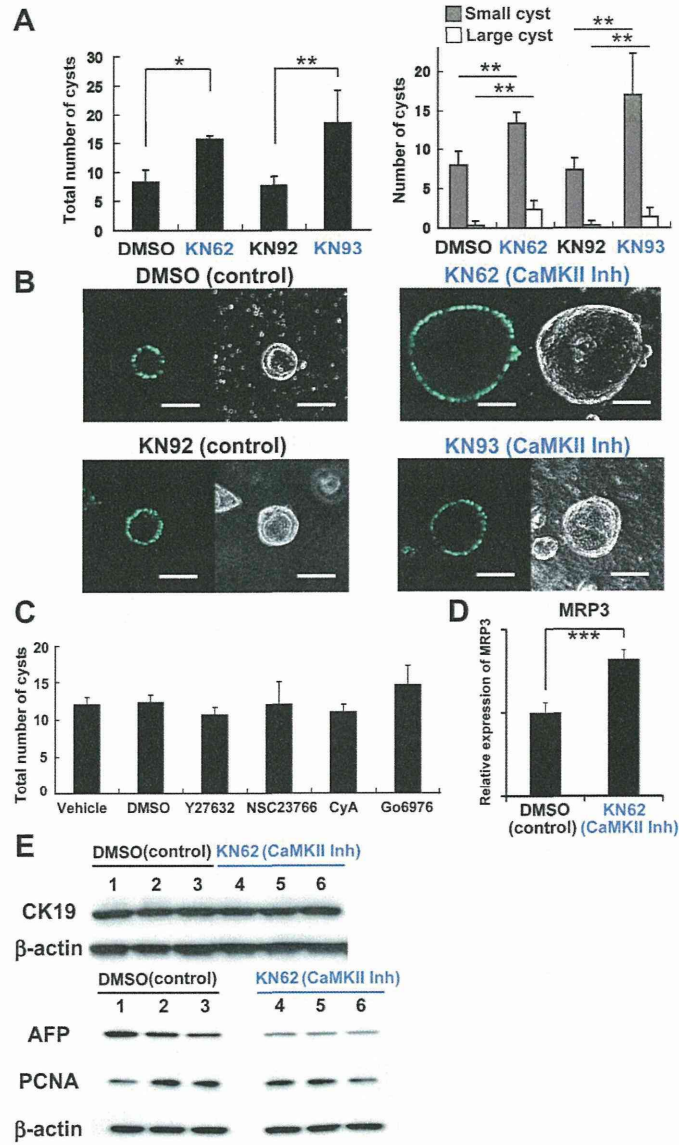 A
Total number of cysts
30
25
20
15
10
5
0
*
**
DMSO KN62 KN92 KN93
Small cyst
Large cyst
Number of cysts
20
15
10
5
0
**
**
**
**
DMSO KN62 KN92 KN93
B
DMSO (control)
KN62 (CaMKII Inh)
KN92 (control)
KN93 (CaMKII Inh)
C
Total number of cysts
25
20
15
10
5
0
Vehicle DMSO Y27632 NSC23766 CyA Go6976
D
MRP3
Relative expression of MRP3
***
DMSO (control)
KN62 (CaMKII Inh)
E
DMSO(control) KN62 (CaMKII Inh)
1 2 3 4 5 6
CK19
β-actin
DMSO(control) KN62 (CaMKII Inh)
1 2 3 4 5 6
AFP
PCNA
β-actin